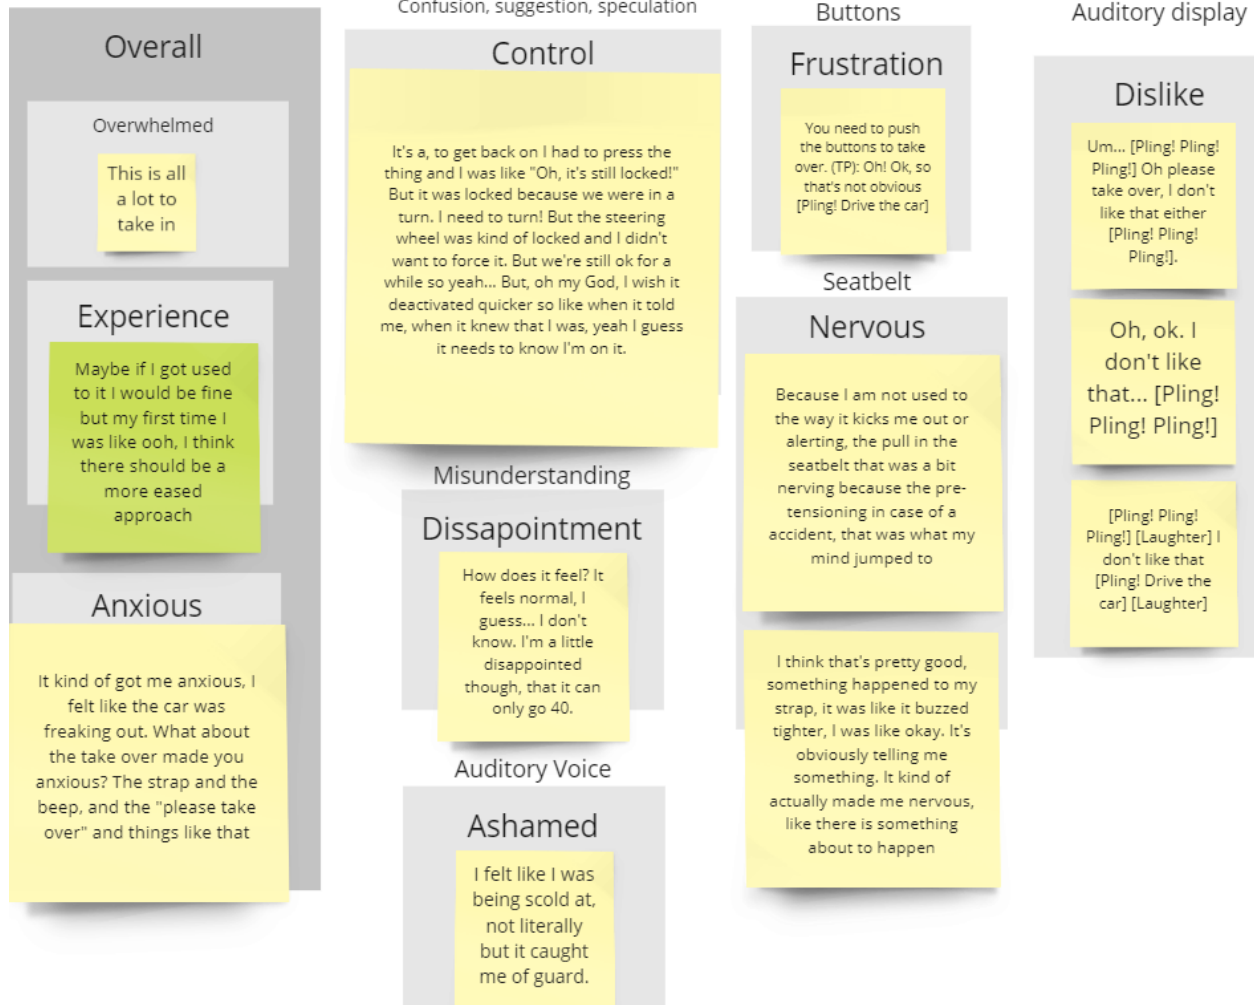 Overall
Overwhelmed
This is all
a lot to
take in
Experience
Maybe if I got used
to it I would be fine
but my first time I
was like ooh, I think
there should be a
more eased
approach
Anxious
It kind of got me anxious, I
felt like the car was
freaking out. What about
the take over made you
anxious? The strap and the
beep, and the "please take
over" and things like that
Confusion, suggestion, speculation
Control
It's a, to get back on I had to press the
thing and I was like "Oh, it's still locked!"
But it was locked because we were in a
turn. I need to turn! But the steering
wheel was kind of locked and I didn't
want to force it. But we're still ok for a
while so yeah... But, oh my God, I wish it
deactivated quicker so like when it told
me, when it knew that I was, yeah I guess
it needs to know I'm on it.
Misunderstanding
Dissapointment
How does it feel? It
feels normal, I
guess... I don't
know. I'm a little
disappointed
though, that it can
only go 40.
Auditory Voice
Ashamed
I felt like I was
being scold at,
not literally
but it caught
me of guard.
Buttons
Frustration
You need to push
the buttons to take
over. (TP): Oh! Ok, so
that's not obvious
[Pling! Drive the car]
Seatbelt
Nervous
Because I am not used to
the way it kicks me out or
alerting, the pull in the
seatbelt that was a bit
nerving because the pre-
tensioning in case of a
accident, that was what my
mind jumped to
I think that's pretty good,
something happened to my
strap, it was like it buzzed
tighter, I was like okay. It's
obviously telling me
something. It kind of
actually made me nervous,
like there is something
about to happen
Auditory display
Dislike
Um... [Pling! Pling!
Pling!] Oh please
take over, I don't
like that either
[Pling! Pling!
Pling!].
Oh, ok. I
don't like
that... [Pling!
Pling! Pling!]
[Pling! Pling!
Pling!] [Laughter] I
don't like that
[Pling! Drive the
car] [Laughter]